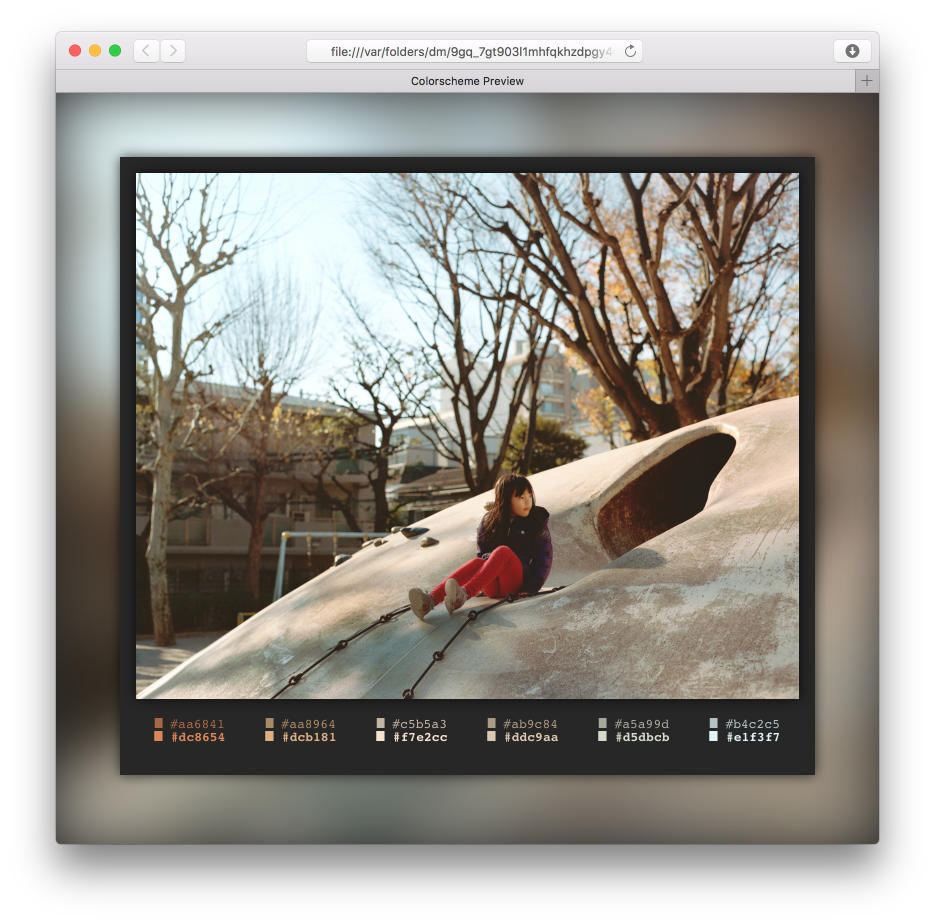 file:///var/folders/dm/9gq_7gt903l1mhfqkhzdpgy4
Colorscheme Preview
#aa6841 #aa8964 #c5b5a3 #ab9c84 #a5a99d #b4c2c5
#dc8654 #dcb181 #f7e2cc #ddc9aa #d5dbcb #e1f3f7